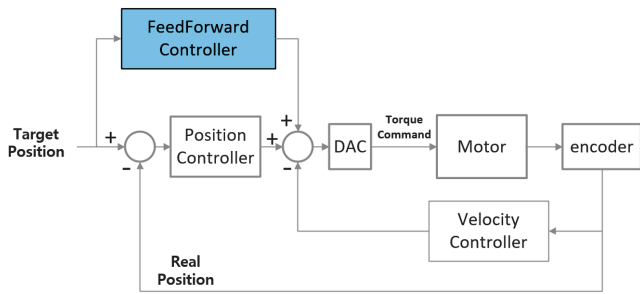 FeedForward
Controller
Target
Position
+
-
Position
Controller
+
+
-
DAC
Torque
Command
Motor
encoder
Velocity
Controller
Real
Position